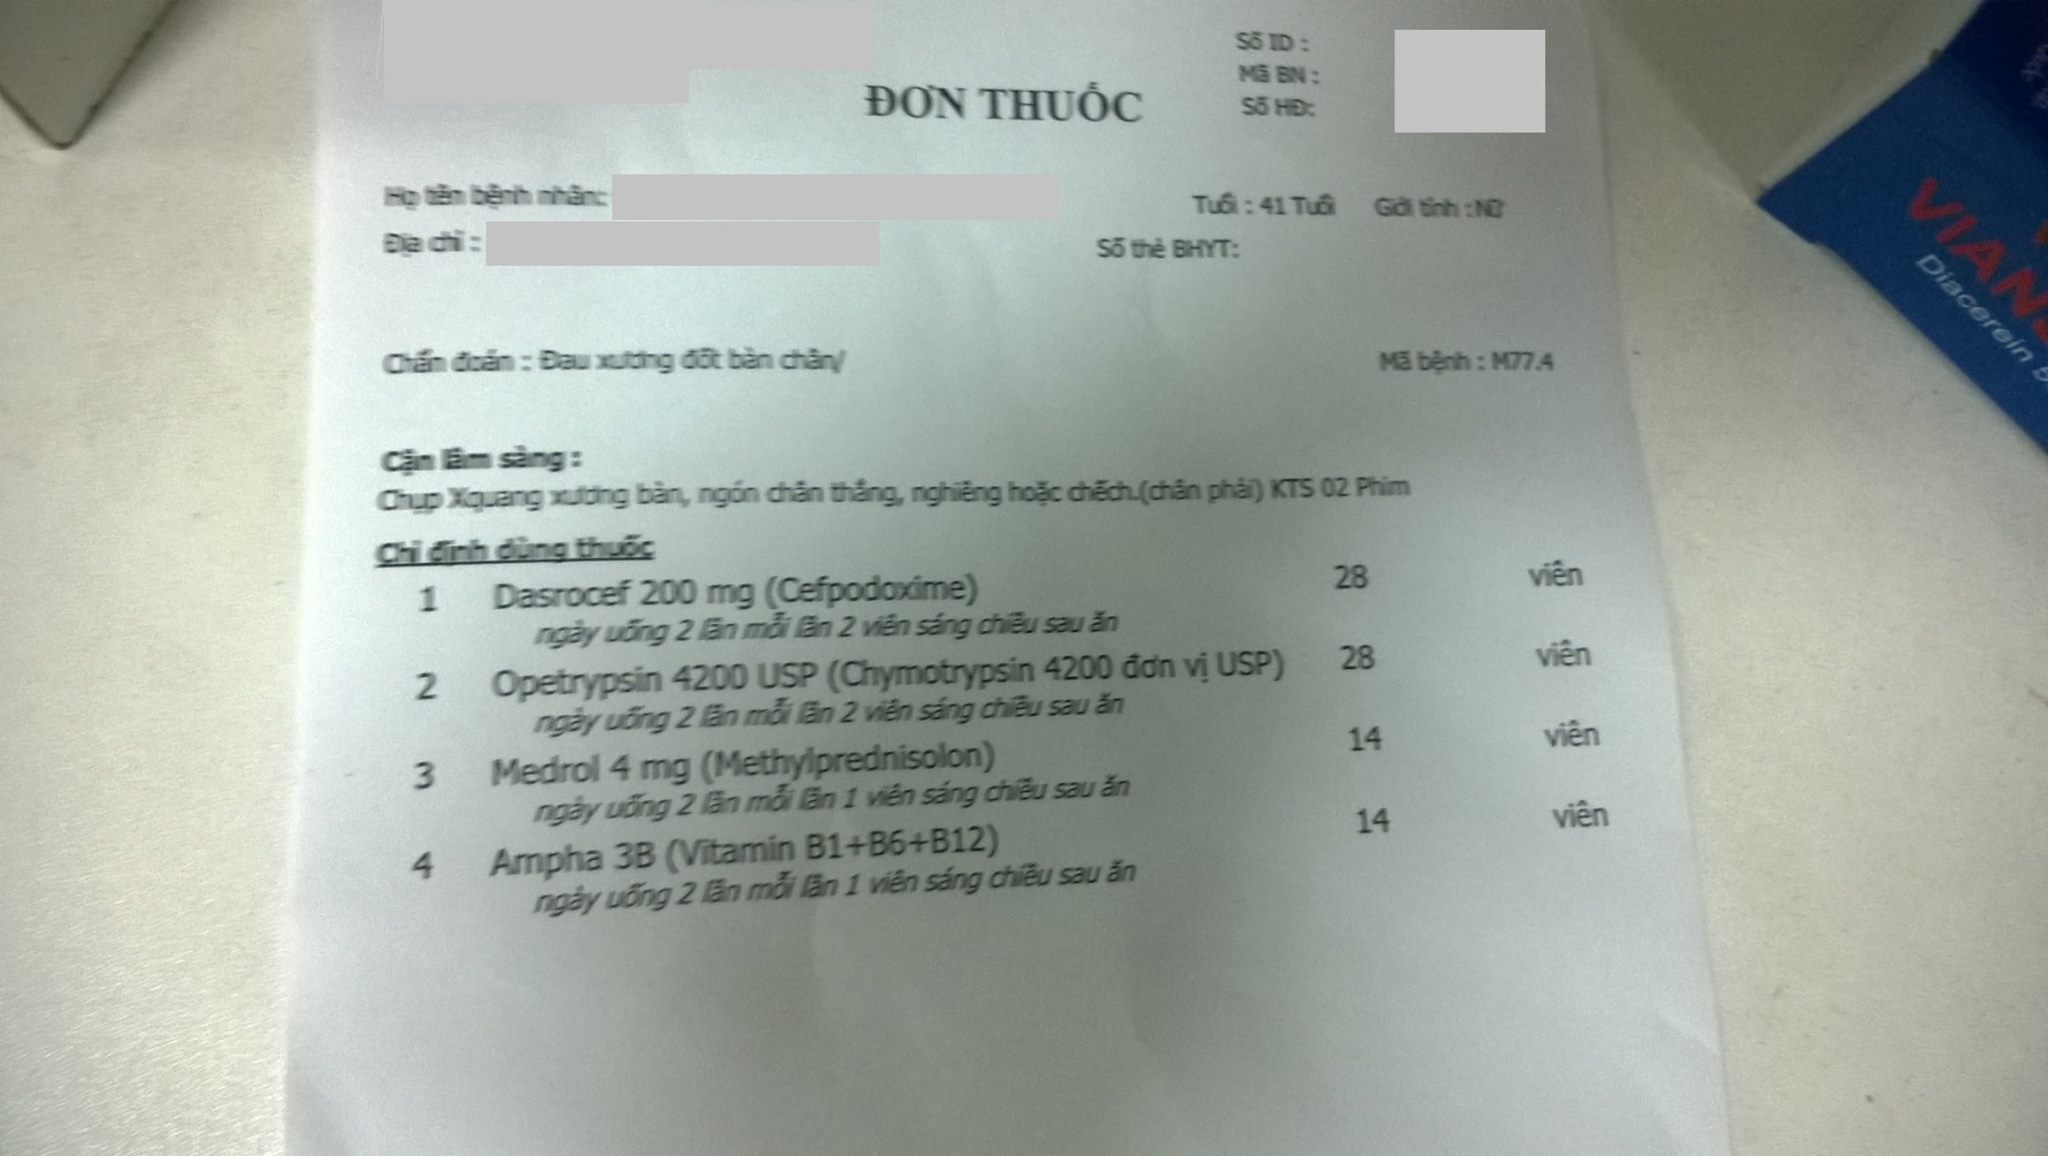 ĐƠN THUỐC
Số ID :
Mã BN :
Số HĐ:
Họ tên bệnh nhân:
Tuổi : 41 Tuổi Giới tính : Nữ
Địa chỉ :
Số thẻ BHYT:
Chẩn đoán : Đau xương đốt bàn chân/
Mã bệnh : M77.4
Cận lâm sàng :
Chụp Xquang xương bàn, ngón chân thẳng, nghiêng hoặc chếch.(chân phải) KTS 02 Phim
Chỉ định dùng thuốc
1 Dasrocef 200 mg (Cefpodoxime) 28 viên
ngày uống 2 lần mỗi lần 2 viên sáng chiều sau ăn
2 Opetrypsin 4200 USP (Chymotrypsin 4200 đơn vị USP) 28 viên
ngày uống 2 lần mỗi lần 2 viên sáng chiều sau ăn
3 Medrol 4 mg (Methylprednisolon) 14 viên
ngày uống 2 lần mỗi lần 1 viên sáng chiều sau ăn
4 Ampha 3B (Vitamin B1+B6+B12) 14 viên
ngày uống 2 lần mỗi lần 1 viên sáng chiều sau ăn
Diacerein